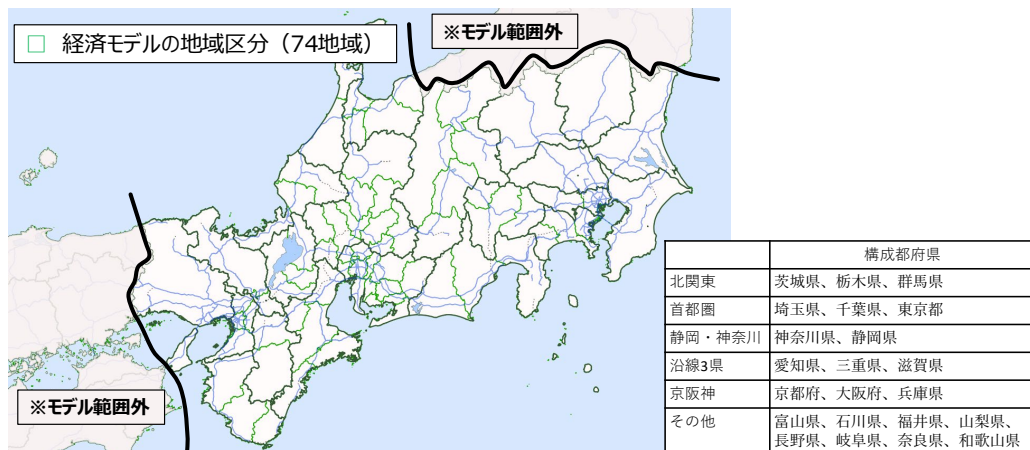 □ 経済モデルの地域区分（74地域）
※モデル範囲外
※モデル範囲外
構成都府県
北関東 茨城県、栃木県、群馬県
首都圏 埼玉県、千葉県、東京都
静岡・神奈川 神奈川県、静岡県
沿線3県 愛知県、三重県、滋賀県
京阪神 京都府、大阪府、兵庫県
その他 富山県、石川県、福井県、山梨県、
長野県、岐阜県、奈良県、和歌山県